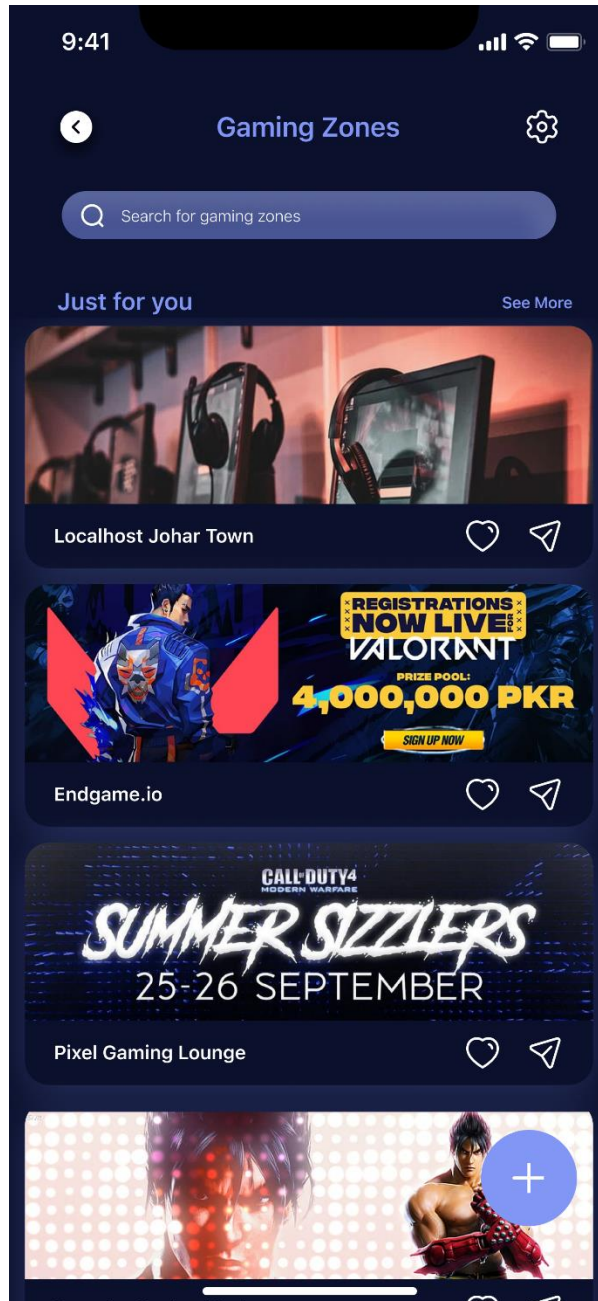 9:41
Gaming Zones
Search for gaming zones
Just for you
See More
Localhost Johar Town
REGISTRATIONS
NOW LIVE FOR
VALORANT
PRIZE POOL:
4,000,000 PKR
SIGN UP NOW
Endgame.io
CALL OF DUTY4
MODERN WARFARE
SUMMER SIZZLERS
25-26 SEPTEMBER
Pixel Gaming Lounge